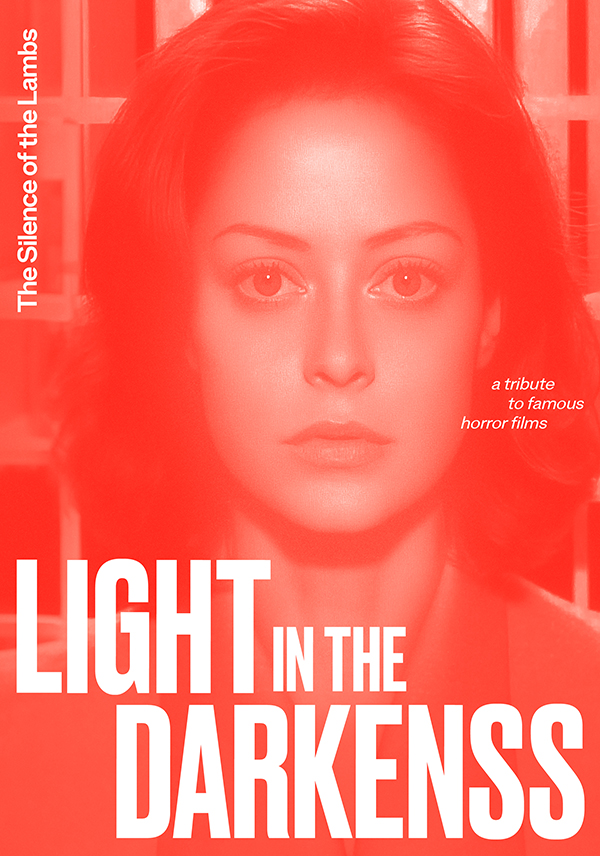 The Silence of the Lambs
a tribute
to famous
horror films
LIGHT
IN THE
DARKENSS